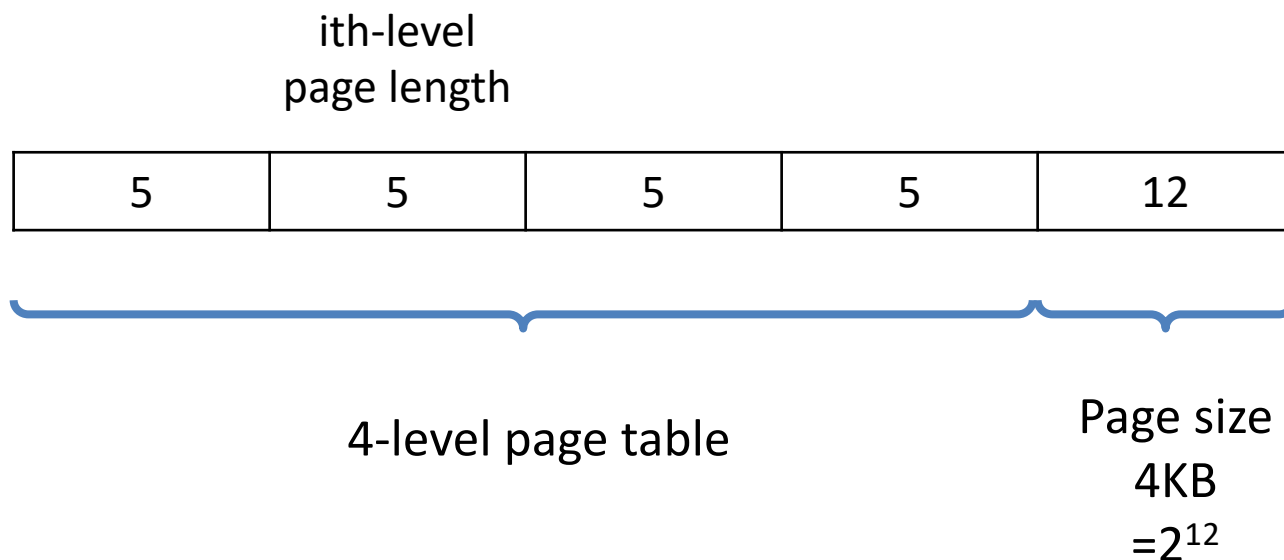 ith-level
page length
5 5 5 5 12
4-level page table
Page size
4KB
=2¹²